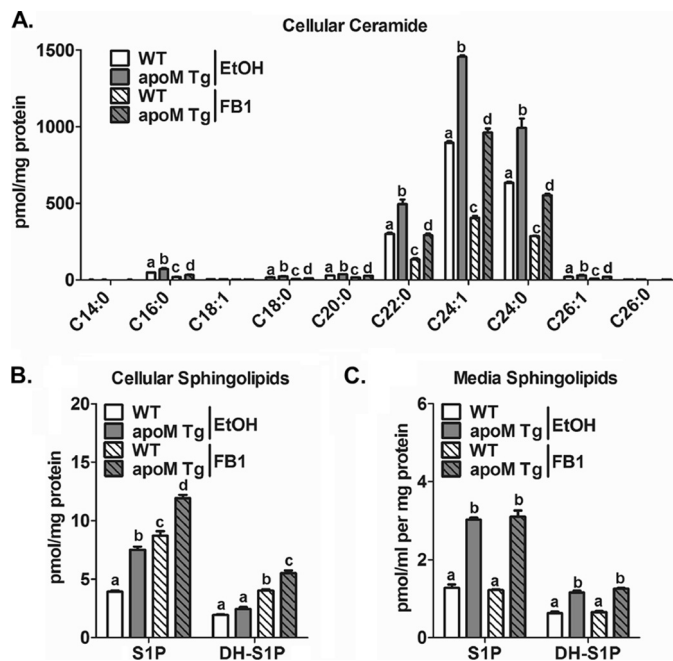 A.
Cellular Ceramide
pmol/mg protein
1500
1000
500
0
WT
apoM Tg
EtOH
WT
apoM Tg
FB1
a b c d
a b c d
a b c d
a b c d
a b c d
a b c d
a b c d
a b c d
C14:0 C16:0 C18:1 C18:0 C20:0 C22:0 C24:1 C24:0 C26:1 C26:0
B.
Cellular Sphingolipids
pmol/mg protein
20
15
10
5
0
WT
apoM Tg
EtOH
WT
apoM Tg
FB1
a b c d
a a b c
S1P DH-S1P
C.
Media Sphingolipids
pmol/ml per mg protein
6
4
2
0
WT
apoM Tg
EtOH
WT
apoM Tg
FB1
a b a b
a b a b
S1P DH-S1P